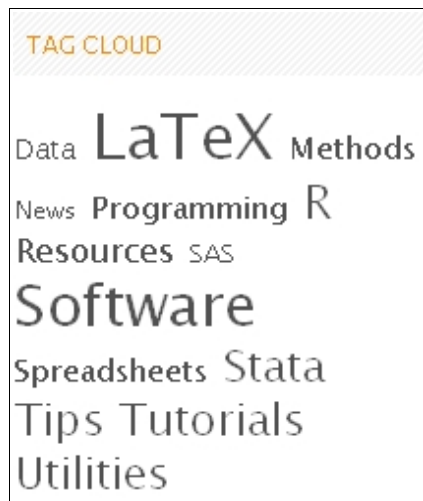 TAG CLOUD
Data LaTeX Methods
News Programming R
Resources SAS
Software
Spreadsheets Stata
Tips Tutorials
Utilities